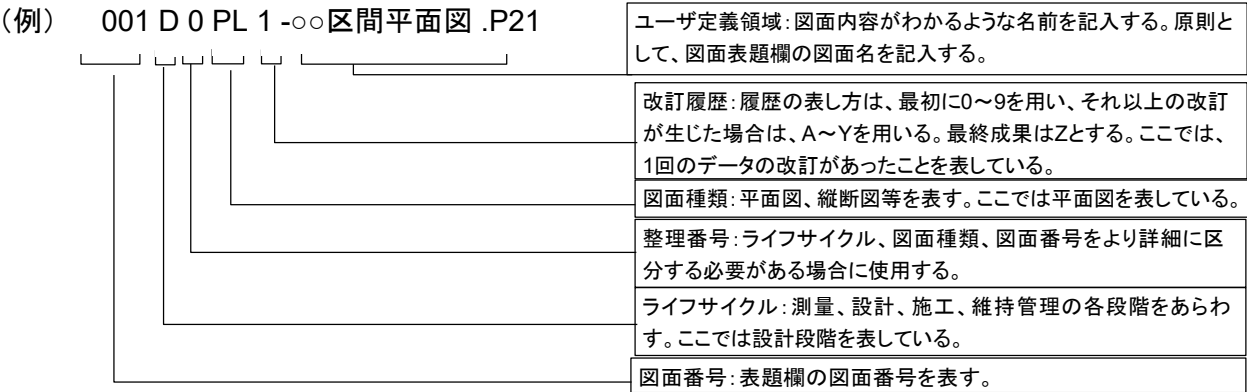 (例) 001 D 0 PL 1 -○○区間平面図 .P21
ユーザ定義領域:図面内容がわかるような名前を記入する。原則と
して、図面表題欄の図面名を記入する。
改訂履歴:履歴の表し方は、最初に0~9を用い、それ以上の改訂
が生じた場合は、A~Yを用いる。最終成果はZとする。ここでは、
1回のデータの改訂があったことを表している。
図面種類:平面図、縦断図等を表す。ここでは平面図を表している。
整理番号:ライフサイクル、図面種類、図面番号をより詳細に区
分する必要がある場合に使用する。
ライフサイクル:測量、設計、施工、維持管理の各段階をあらわ
す。ここでは設計段階を表している。
図面番号:表題欄の図面番号を表す。